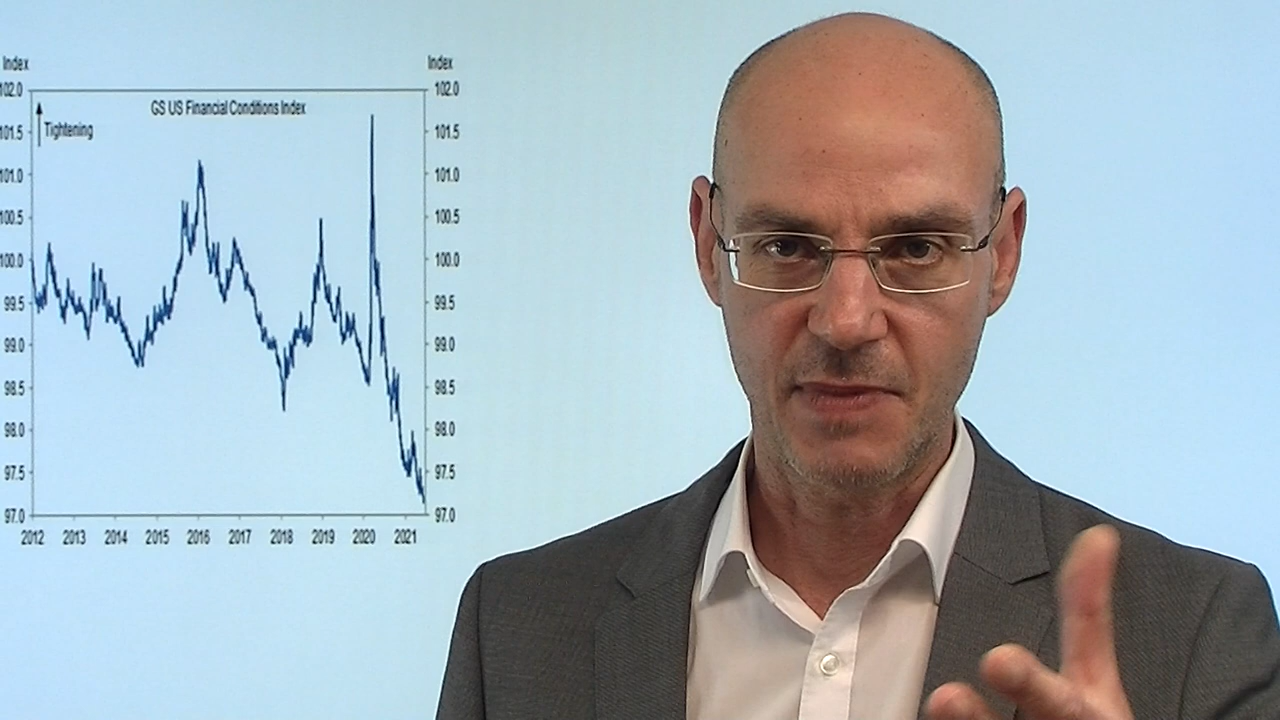 Index Index
102.0 102.0
GS US Financial Conditions Index
Tightening
101.5 101.5
101.0 101.0
100.5 100.5
100.0 100.0
99.5 99.5
99.0 99.0
98.5 98.5
98.0 98.0
97.5 97.5
97.0 97.0
2012 2013 2014 2015 2016 2017 2018 2019 2020 2021